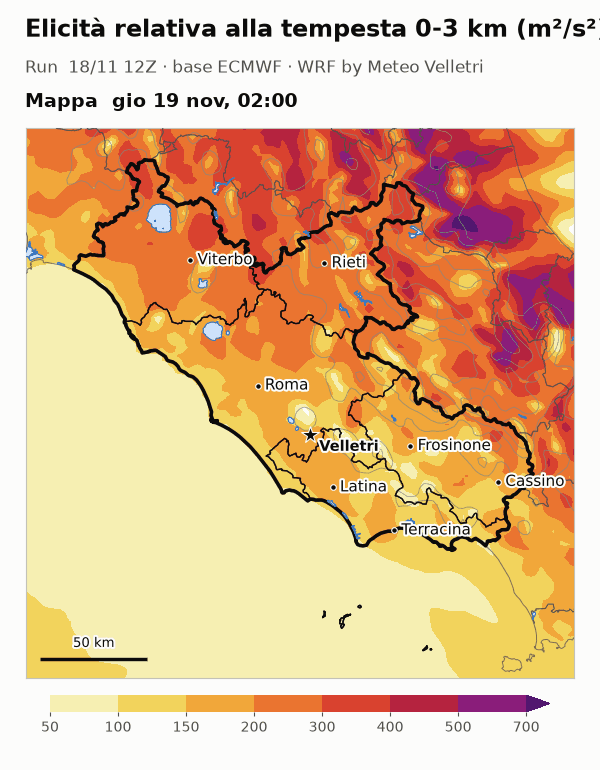 Elicità relativa alla tempesta 0-3 km (m²/s²)
Run 18/11 12Z · base ECMWF · WRF by Meteo Velletri
Mappa gio 19 nov, 02:00
Viterbo
Rieti
Roma
Velletri
Frosinone
Cassino
Latina
Terracina
50 km
50 100 150 200 300 400 500 700